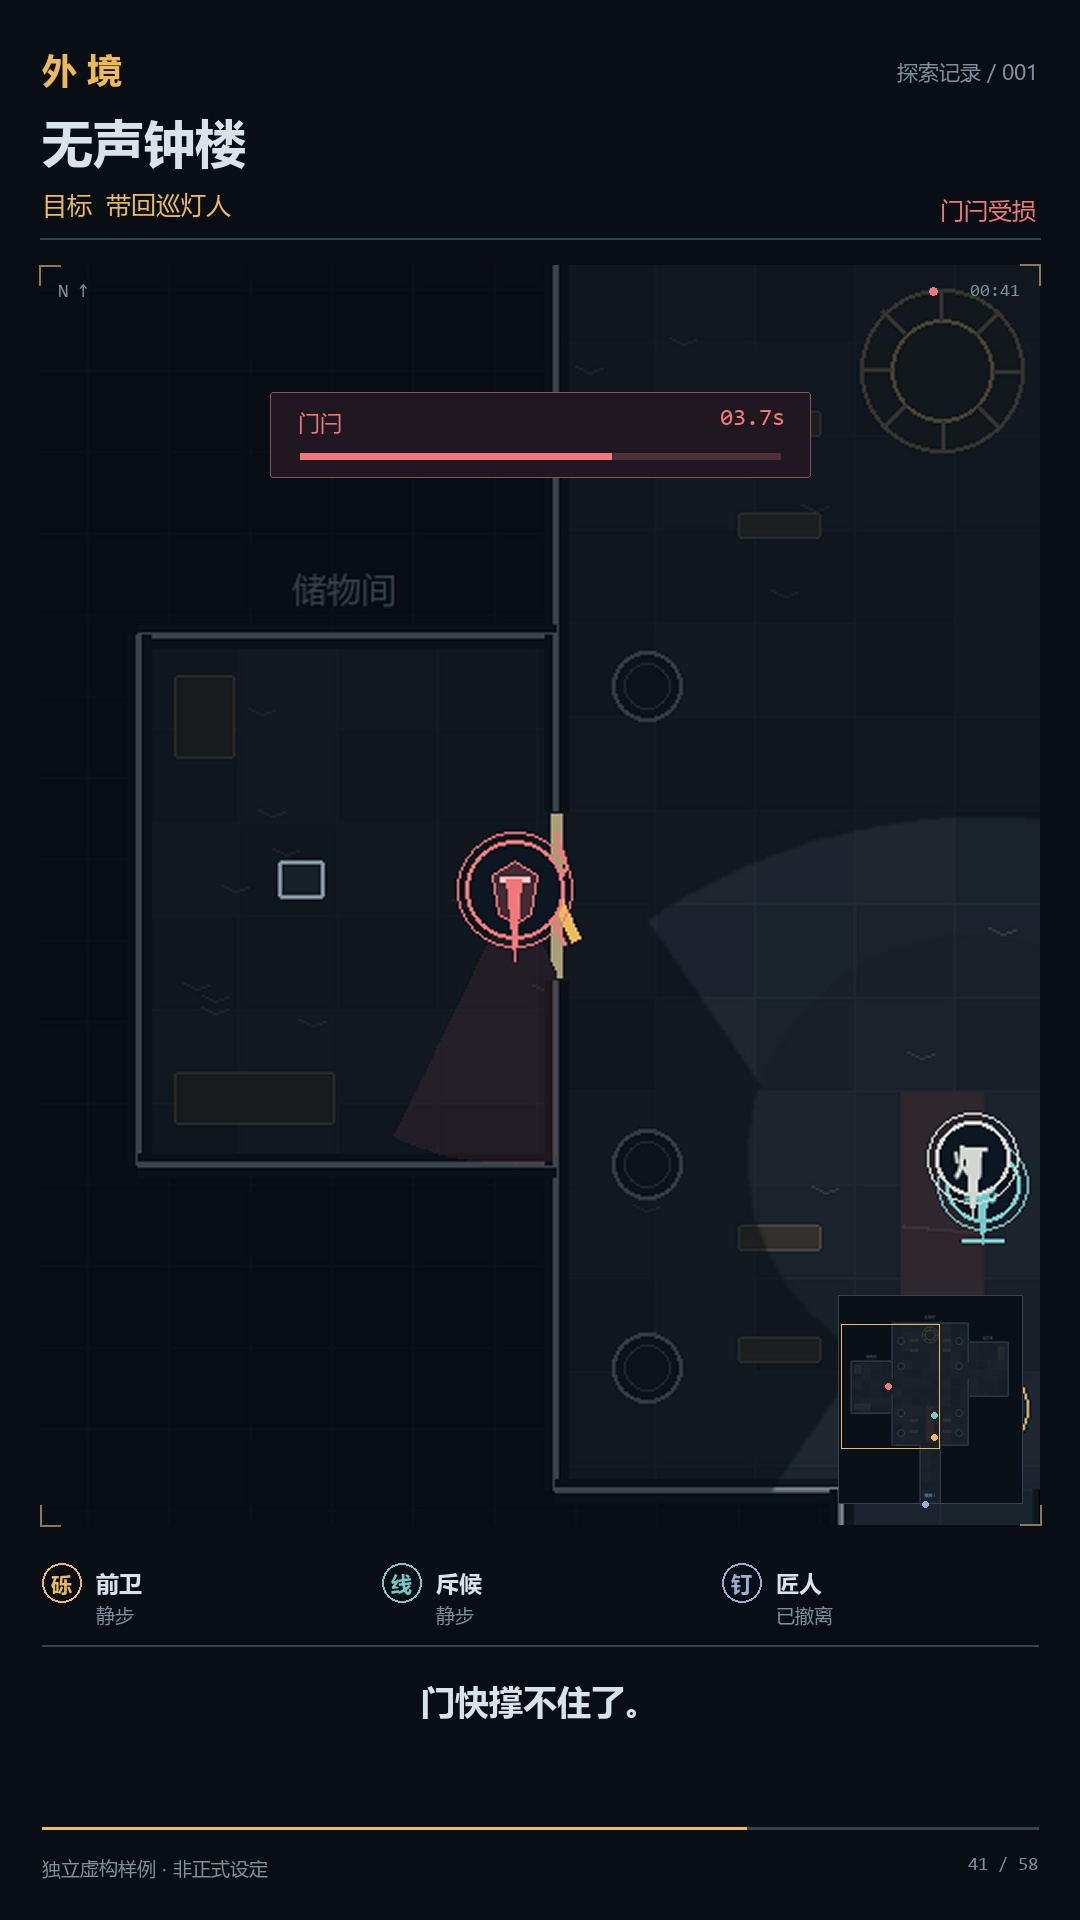 外境
探索记录 / 001
无声钟楼
目标 带回巡灯人
门闩受损
N ↑
00:41
门闩
03.7s
储物间
灯
砾 前卫
静步
线 斥候
静步
钉 匠人
已撤离
门快撑不住了。
独立虚构样例 · 非正式设定
41 / 58